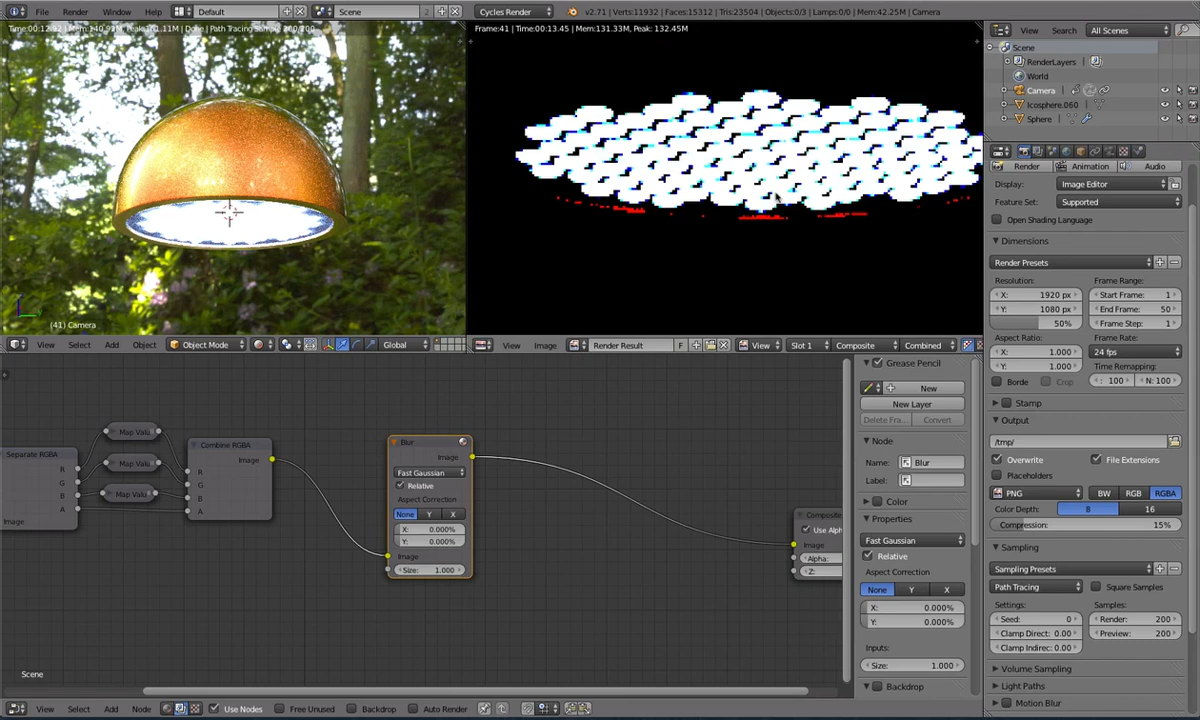 File Render Window Help Default Scene 2 Cycles Render v2.71 | Verts:11932 | Faces:15312 | Tris:23504 | Objects:0/3 | Lamps:0/0 | Mem:42.25M | Camera
Frame:41 | Time:00:13.45 | Mem:131.33M, Peak: 132.45M
View Search All Scenes
Scene
RenderLayers
World
Camera
Icosphere.060
Sphere
(41) Camera
View Select Add Object Object Mode Global
View Image Render Result F View Slot 1 Composite Combined
Render Animation Audio
Display: Image Editor
Feature Set: Supported
Open Shading Language
Dimensions
Render Presets
Resolution: Frame Range:
X: 1920 px Start Frame: 1
Y: 1080 px End Frame: 50
50% Frame Step: 1
Aspect Ratio: Frame Rate:
X: 1.000 24 fps
Y: 1.000 Time Remapping:
Borde Crop : 100 N: 100
Stamp
Output
/tmp/
Overwrite File Extensions
Placeholders
PNG BW RGB RGBA
Color Depth: 8 16
Compression: 15%
Sampling
Sampling Presets
Path Tracing Square Samples
Settings: Samples:
Seed: 0 Render: 200
Clamp Direct: 0.00 Preview: 200
Clamp Indirec: 0.00
Volume Sampling
Light Paths
Motion Blur
Separate RGBA
R
G
B
A
Image
Map Valu
Map Valu
Map Valu
Combine RGBA
Image
R
G
B
A
Blur
Image
Fast Gaussian
Relative
Aspect Correction
None Y X
X: 0.000%
Y: 0.000%
Image
Size: 1.000
Composite
Use Alph
Image
Alpha:
Z:
Grease Pencil
New
New Layer
Delete Fra... Convert
Node
Name: Blur
Label:
Color
Properties
Fast Gaussian
Relative
Aspect Correction
None Y X
X: 0.000%
Y: 0.000%
Inputs:
Size: 1.000
Backdrop
Scene
View Select Add Node Use Nodes Free Unused Backdrop Auto Render